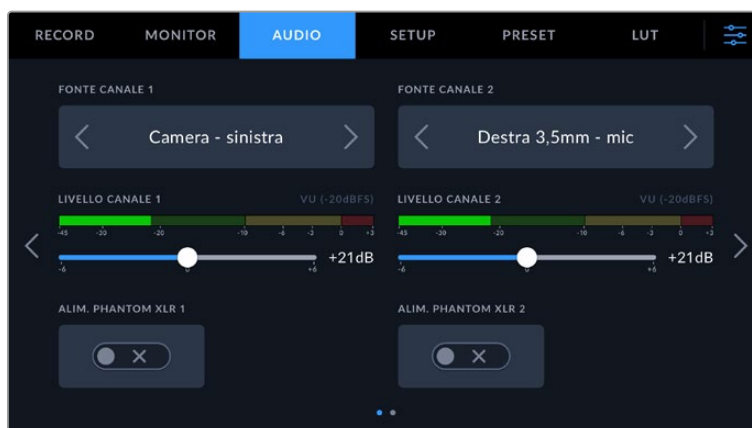 RECORD MONITOR AUDIO SETUP PRESET LUT
FONTE CANALE 1 FONTE CANALE 2
Camera - sinistra Destra 3,5mm - mic
LIVELLO CANALE 1 VU (-20dBFS) LIVELLO CANALE 2 VU (-20dBFS)
-45 -30 -20 -10 -6 -3 0 +3 -45 -30 -20 -10 -6 -3 0 +3
+21dB +21dB
-6 0 +6 -6 0 +6
ALIM. PHANTOM XLR 1 ALIM. PHANTOM XLR 2